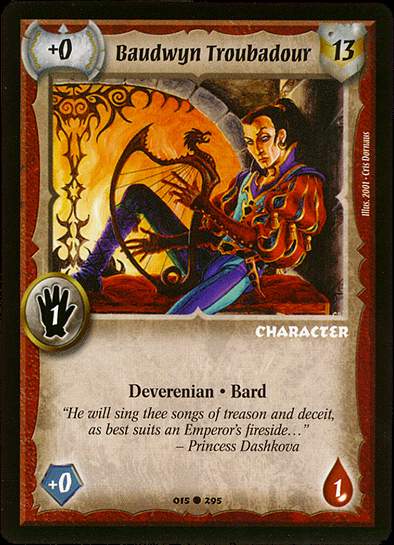 +0
Baudwyn Troubadour
13
Illus. 2001 • Cris Dornaus
1
CHARACTER
Deverenian • Bard
“He will sing thee songs of treason and deceit,
as best suits an Emperor’s fireside…”
– Princess Dashkova
+0
015 ● 295
1